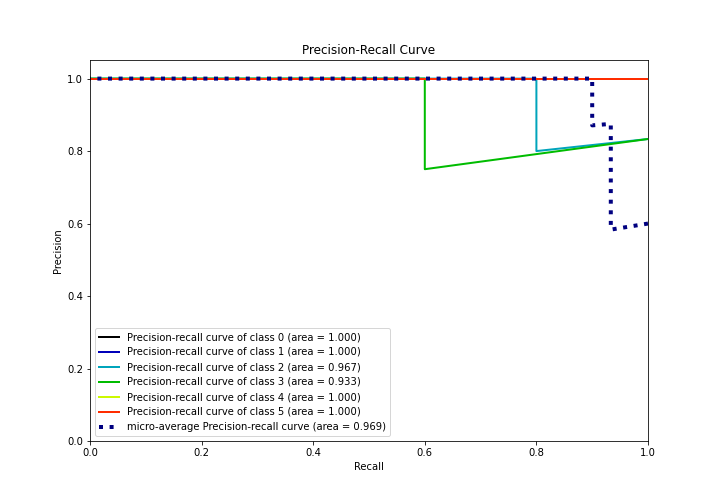 Precision-Recall Curve
1.0
0.8
0.6
0.4
0.2
0.0
Precision
Precision-recall curve of class 0 (area = 1.000)
Precision-recall curve of class 1 (area = 1.000)
Precision-recall curve of class 2 (area = 0.967)
Precision-recall curve of class 3 (area = 0.933)
Precision-recall curve of class 4 (area = 1.000)
Precision-recall curve of class 5 (area = 1.000)
micro-average Precision-recall curve (area = 0.969)
0.0 0.2 0.4 0.6 0.8 1.0
Recall